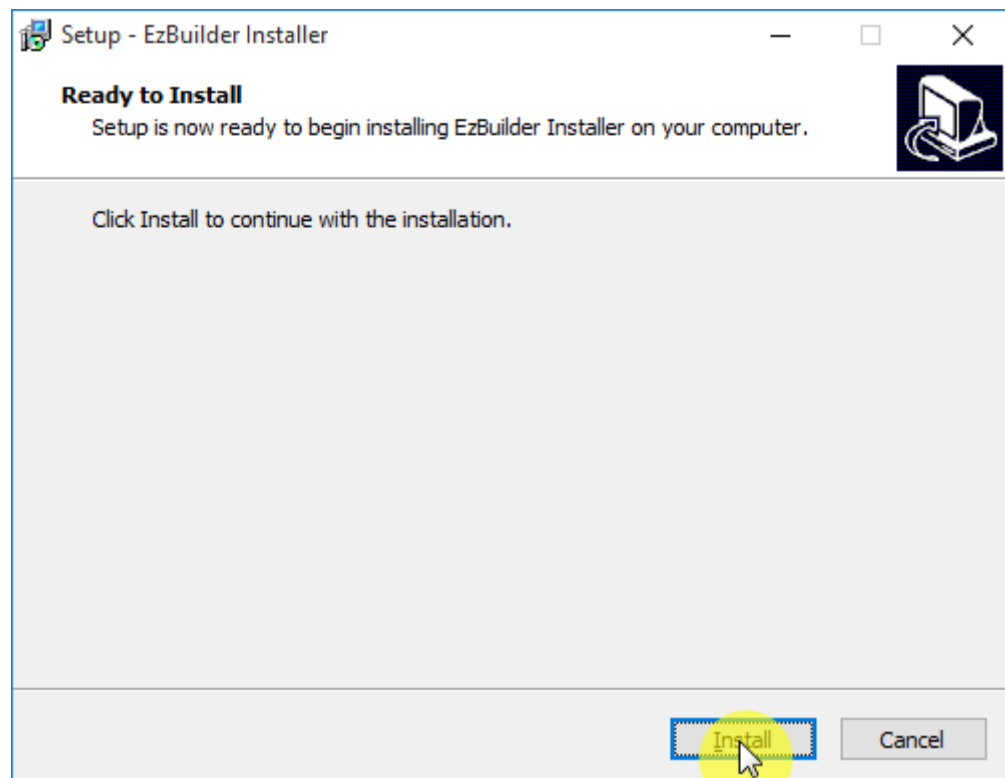 Setup - EzBuilder Installer
Ready to Install
Setup is now ready to begin installing EzBuilder Installer on your computer.
Click Install to continue with the installation.
Install
Cancel